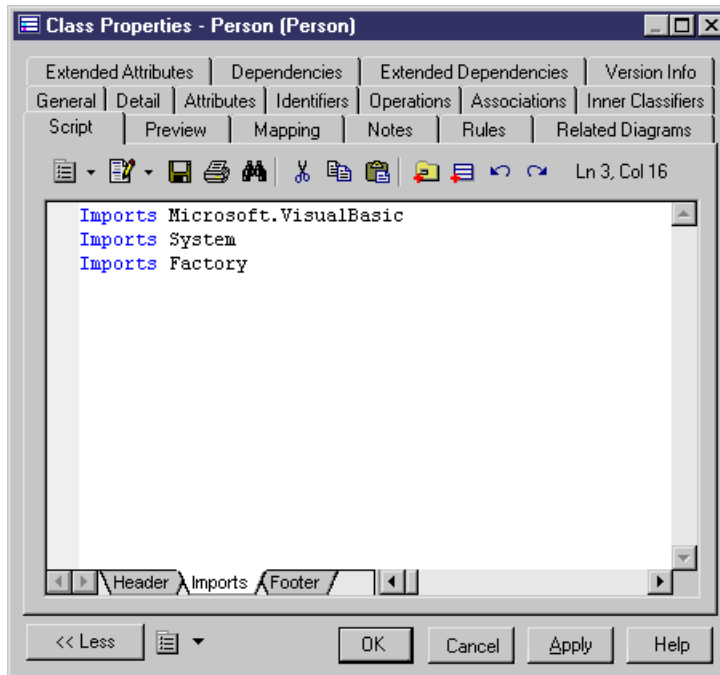 Class Properties - Person (Person)
Extended Attributes Dependencies Extended Dependencies Version Info
General Detail Attributes Identifiers Operations Associations Inner Classifiers
Script Preview Mapping Notes Rules Related Diagrams
Ln 3, Col 16
Imports Microsoft.VisualBasic
Imports System
Imports Factory
Header Imports Footer
<< Less OK Cancel Apply Help